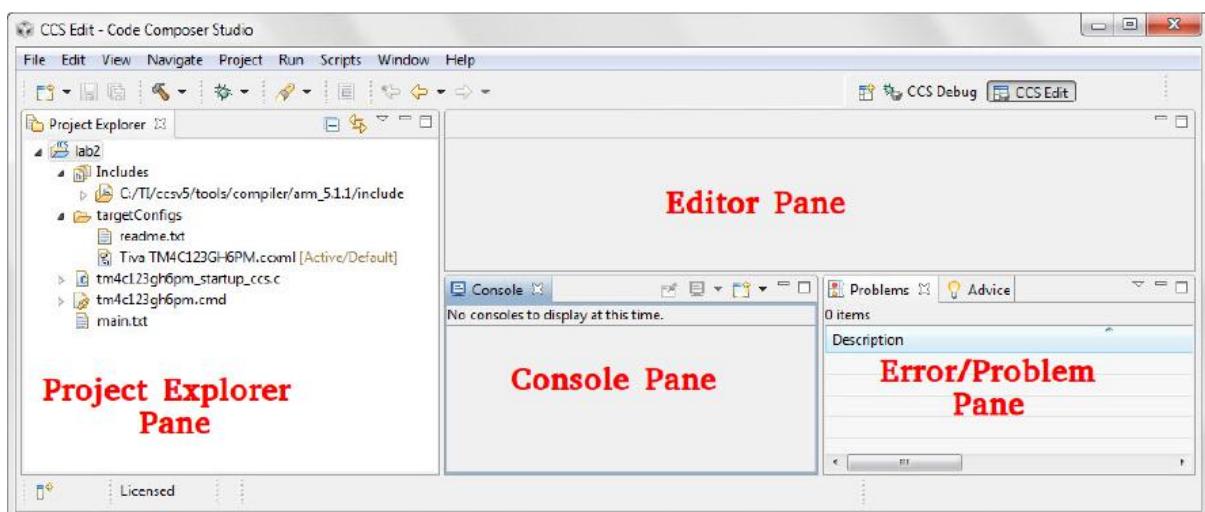 CCS Edit - Code Composer Studio
File Edit View Navigate Project Run Scripts Window Help
CCS Debug CCS Edit
Project Explorer
lab2
Includes
C:/TI/ccsv5/tools/compiler/arm_5.1.1/include
targetConfigs
readme.txt
Tiva TM4C123GH6PM.ccxml [Active/Default]
tm4c123gh6pm_startup_ccs.c
tm4c123gh6pm.cmd
main.txt
Project Explorer
Pane
Editor Pane
Console
No consoles to display at this time.
Console Pane
Problems Advice
0 items
Description
Error/Problem
Pane
Licensed